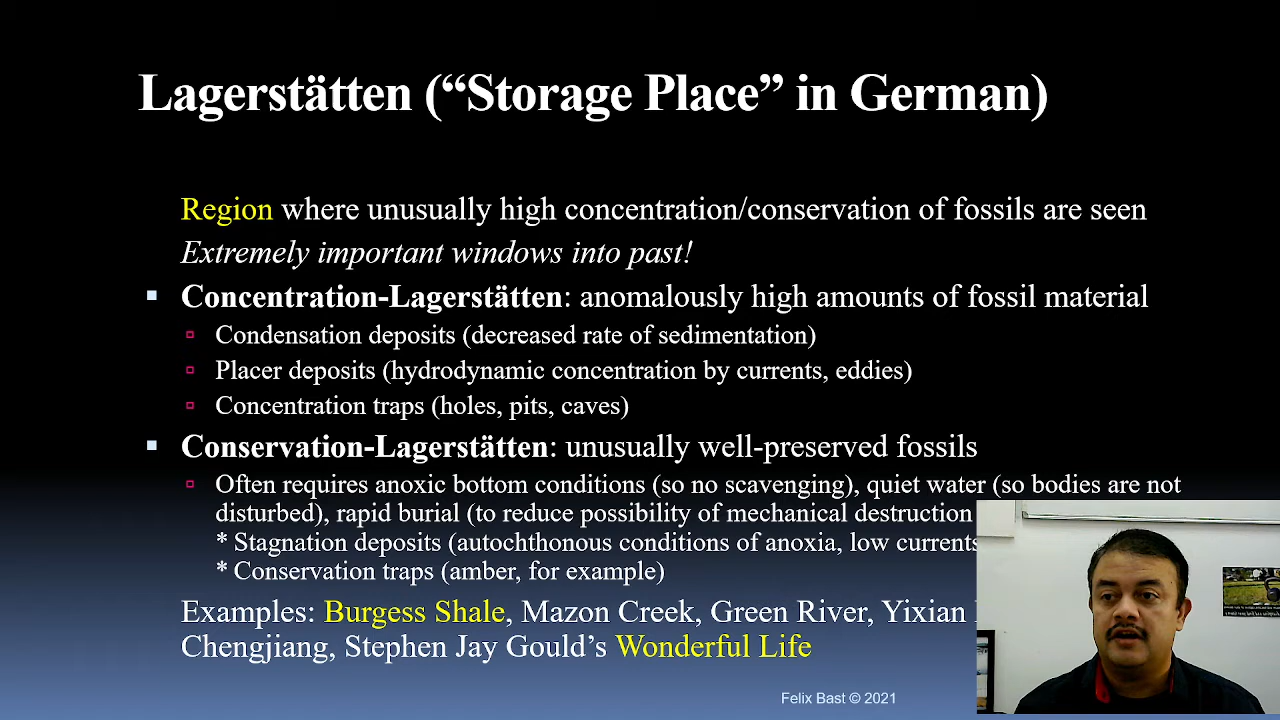 Lagerstätten (“Storage Place” in German)
Region where unusually high concentration/conservation of fossils are seen
Extremely important windows into past!
▪ Concentration-Lagerstätten: anomalously high amounts of fossil material
▫ Condensation deposits (decreased rate of sedimentation)
▫ Placer deposits (hydrodynamic concentration by currents, eddies)
▫ Concentration traps (holes, pits, caves)
▪ Conservation-Lagerstätten: unusually well-preserved fossils
▫ Often requires anoxic bottom conditions (so no scavenging), quiet water (so bodies are not
disturbed), rapid burial (to reduce possibility of mechanical destruction
* Stagnation deposits (autochthonous conditions of anoxia, low currents
* Conservation traps (amber, for example)
Examples: Burgess Shale, Mazon Creek, Green River, Yixian
Chengjiang, Stephen Jay Gould’s Wonderful Life
Felix Bast © 2021